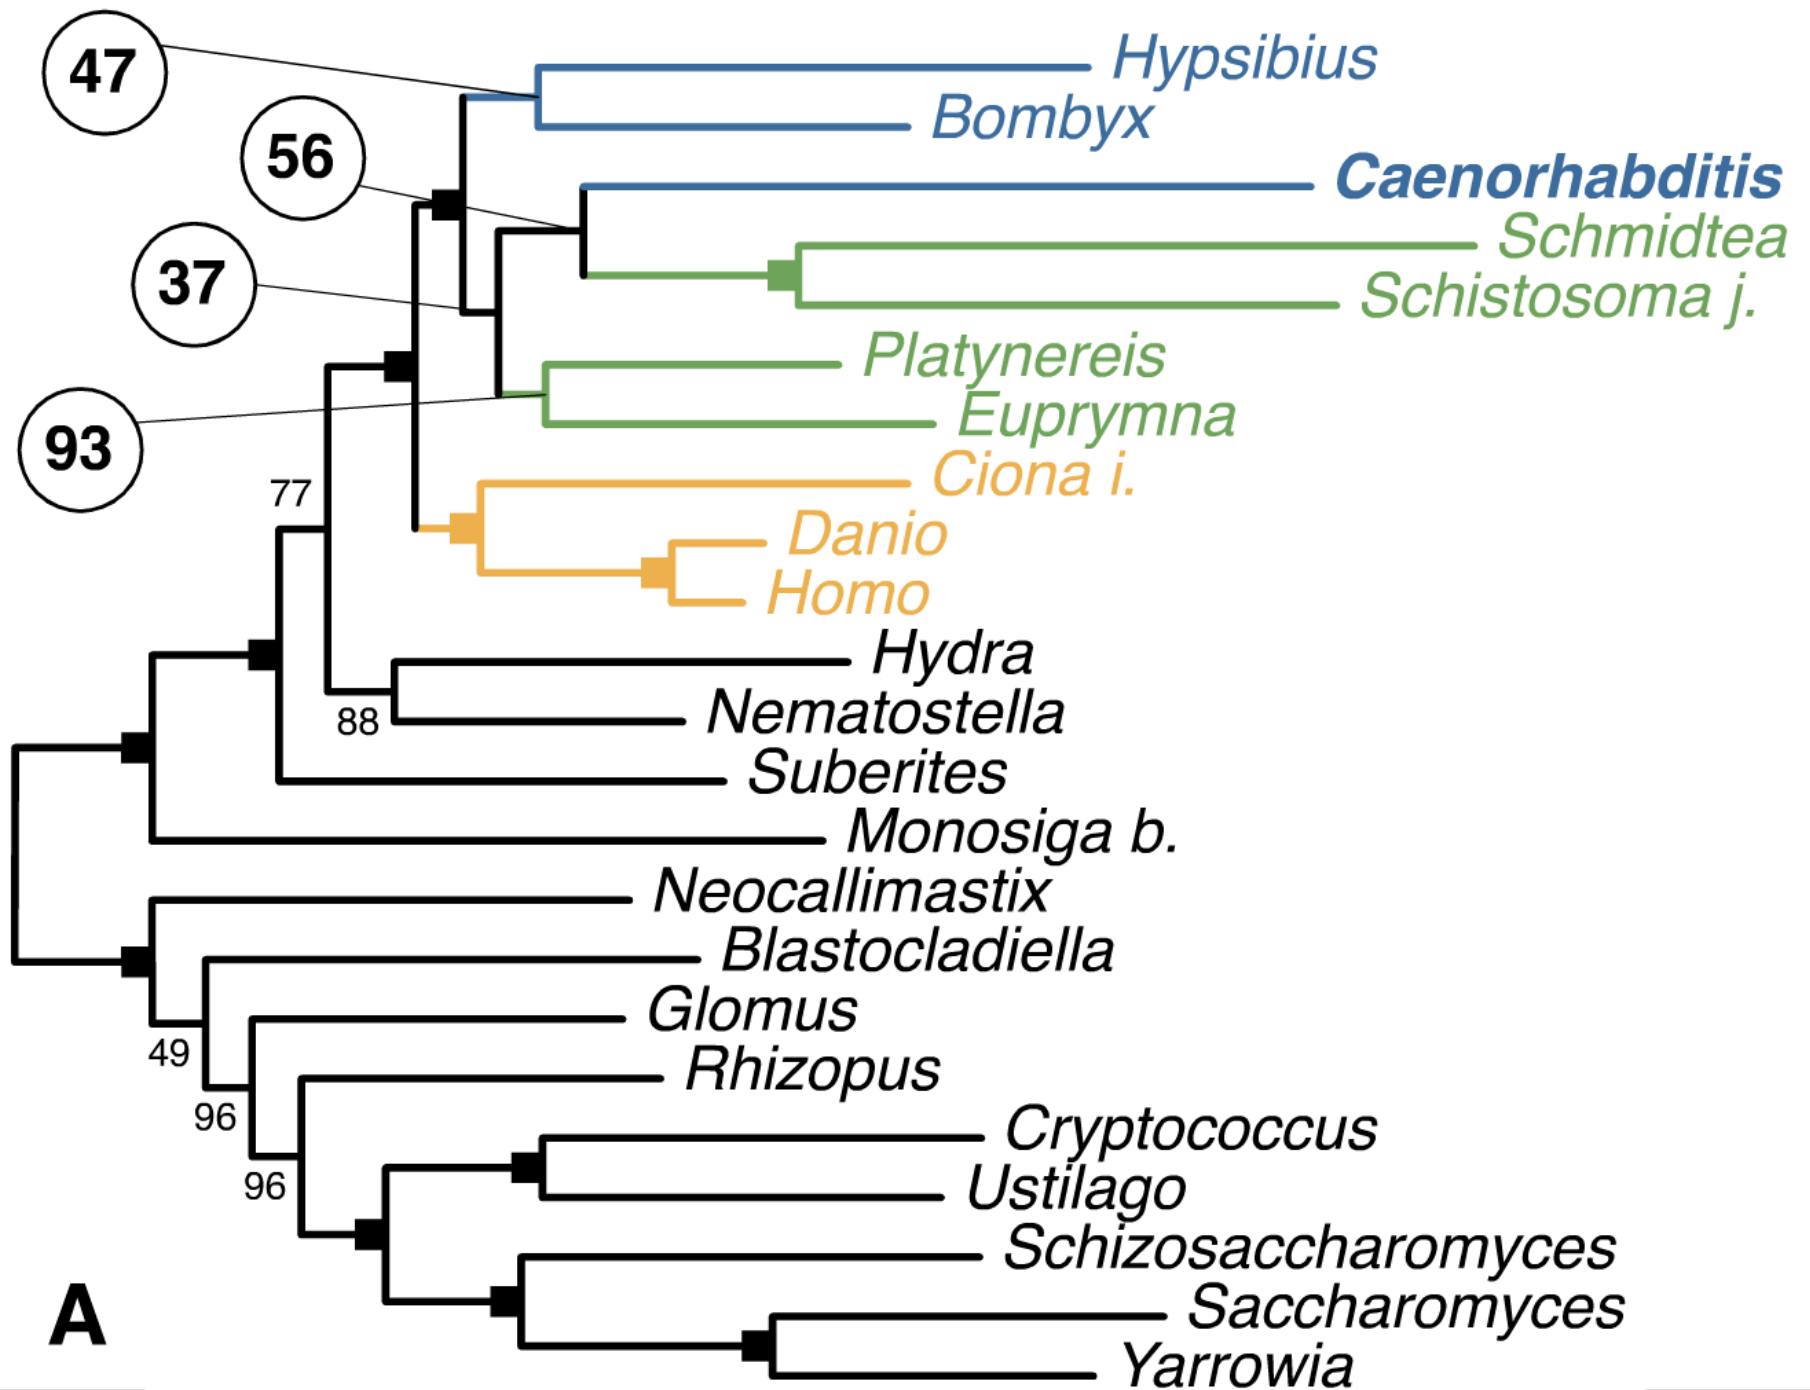 47
Hypsibius
Bombyx
56
Caenorhabditis
Schmidtea
37
Schistosoma j.
Platynereis
Euprymna
93
Ciona i.
77
Danio
Homo
Hydra
Nematostella
88
Suberites
Monosiga b.
Neocallimastix
Blastocladiella
Glomus
49
Rhizopus
96
Cryptococcus
96
Ustilago
Schizosaccharomyces
Saccharomyces
A
Yarrowia